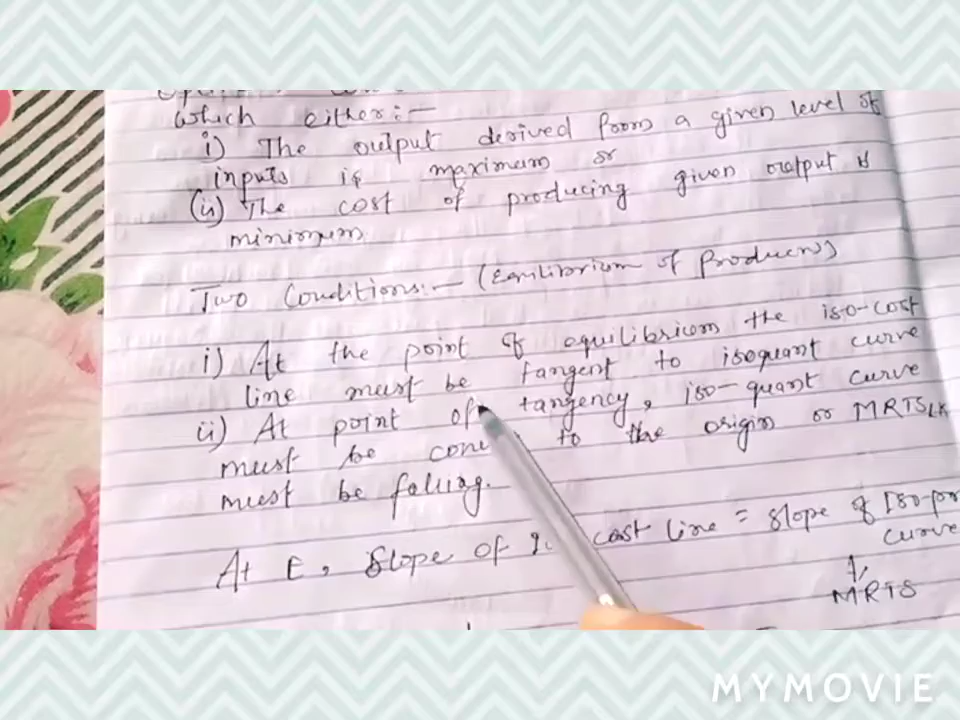 which either:-
i) The output derived from a given level of
inputs is maximum or
(ii) The cost of producing given output is
minimum
Two Conditions:- (Equilibrium of Producers)
i) At the point of equilibrium the iso-cost
line must be tangent to isoquant curve
ii) At point of tangency, iso-quant curve
must be to the origin or MRTSLK
must be falling.
At E, Slope of cost line = slope of Iso-
curve
MRTS
MYMOVIE